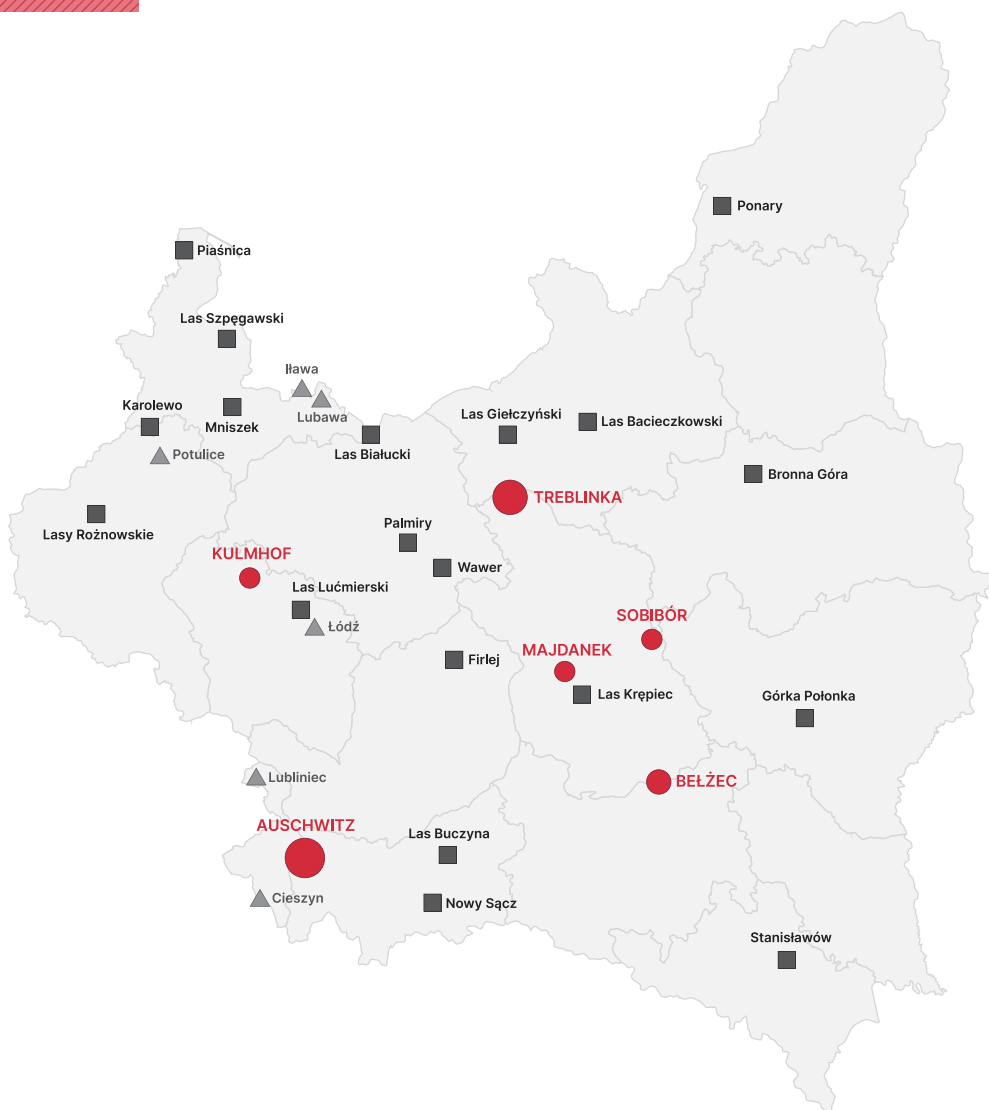 Ponary
Piaśnica
Las Szpęgawski
Iława
Lubawa
Karolewo
Mniszek
Las Giełczyński
Las Bacieczkowski
Potulice
Las Białucki
Bronna Góra
TREBLINKA
Lasy Rożnowskie
Palmiry
KULMHOF
Wawer
Las Lućmierski
SOBIBÓR
Łódź
MAJDANEK
Firlej
Las Krępiec
Górka Połonka
Lubliniec
BEŁŻEC
AUSCHWITZ
Las Buczyna
Cieszyn
Nowy Sącz
Stanisławów